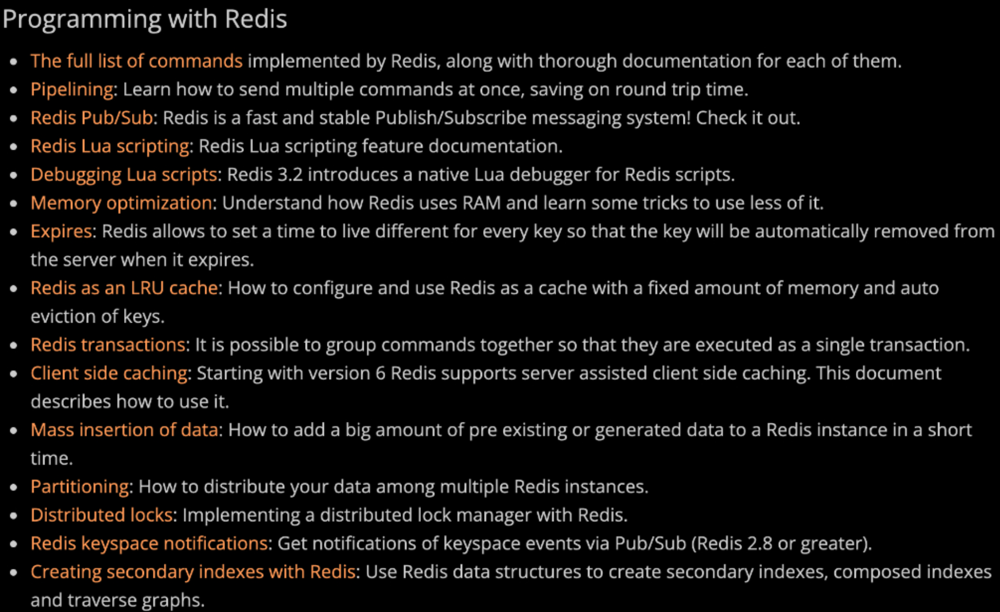 Programming with Redis
• The full list of commands implemented by Redis, along with thorough documentation for each of them.
• Pipelining: Learn how to send multiple commands at once, saving on round trip time.
• Redis Pub/Sub: Redis is a fast and stable Publish/Subscribe messaging system! Check it out.
• Redis Lua scripting: Redis Lua scripting feature documentation.
• Debugging Lua scripts: Redis 3.2 introduces a native Lua debugger for Redis scripts.
• Memory optimization: Understand how Redis uses RAM and learn some tricks to use less of it.
• Expires: Redis allows to set a time to live different for every key so that the key will be automatically removed from
the server when it expires.
• Redis as an LRU cache: How to configure and use Redis as a cache with a fixed amount of memory and auto
eviction of keys.
• Redis transactions: It is possible to group commands together so that they are executed as a single transaction.
• Client side caching: Starting with version 6 Redis supports server assisted client side caching. This document
describes how to use it.
• Mass insertion of data: How to add a big amount of pre existing or generated data to a Redis instance in a short
time.
• Partitioning: How to distribute your data among multiple Redis instances.
• Distributed locks: Implementing a distributed lock manager with Redis.
• Redis keyspace notifications: Get notifications of keyspace events via Pub/Sub (Redis 2.8 or greater).
• Creating secondary indexes with Redis: Use Redis data structures to create secondary indexes, composed indexes
and traverse graphs.